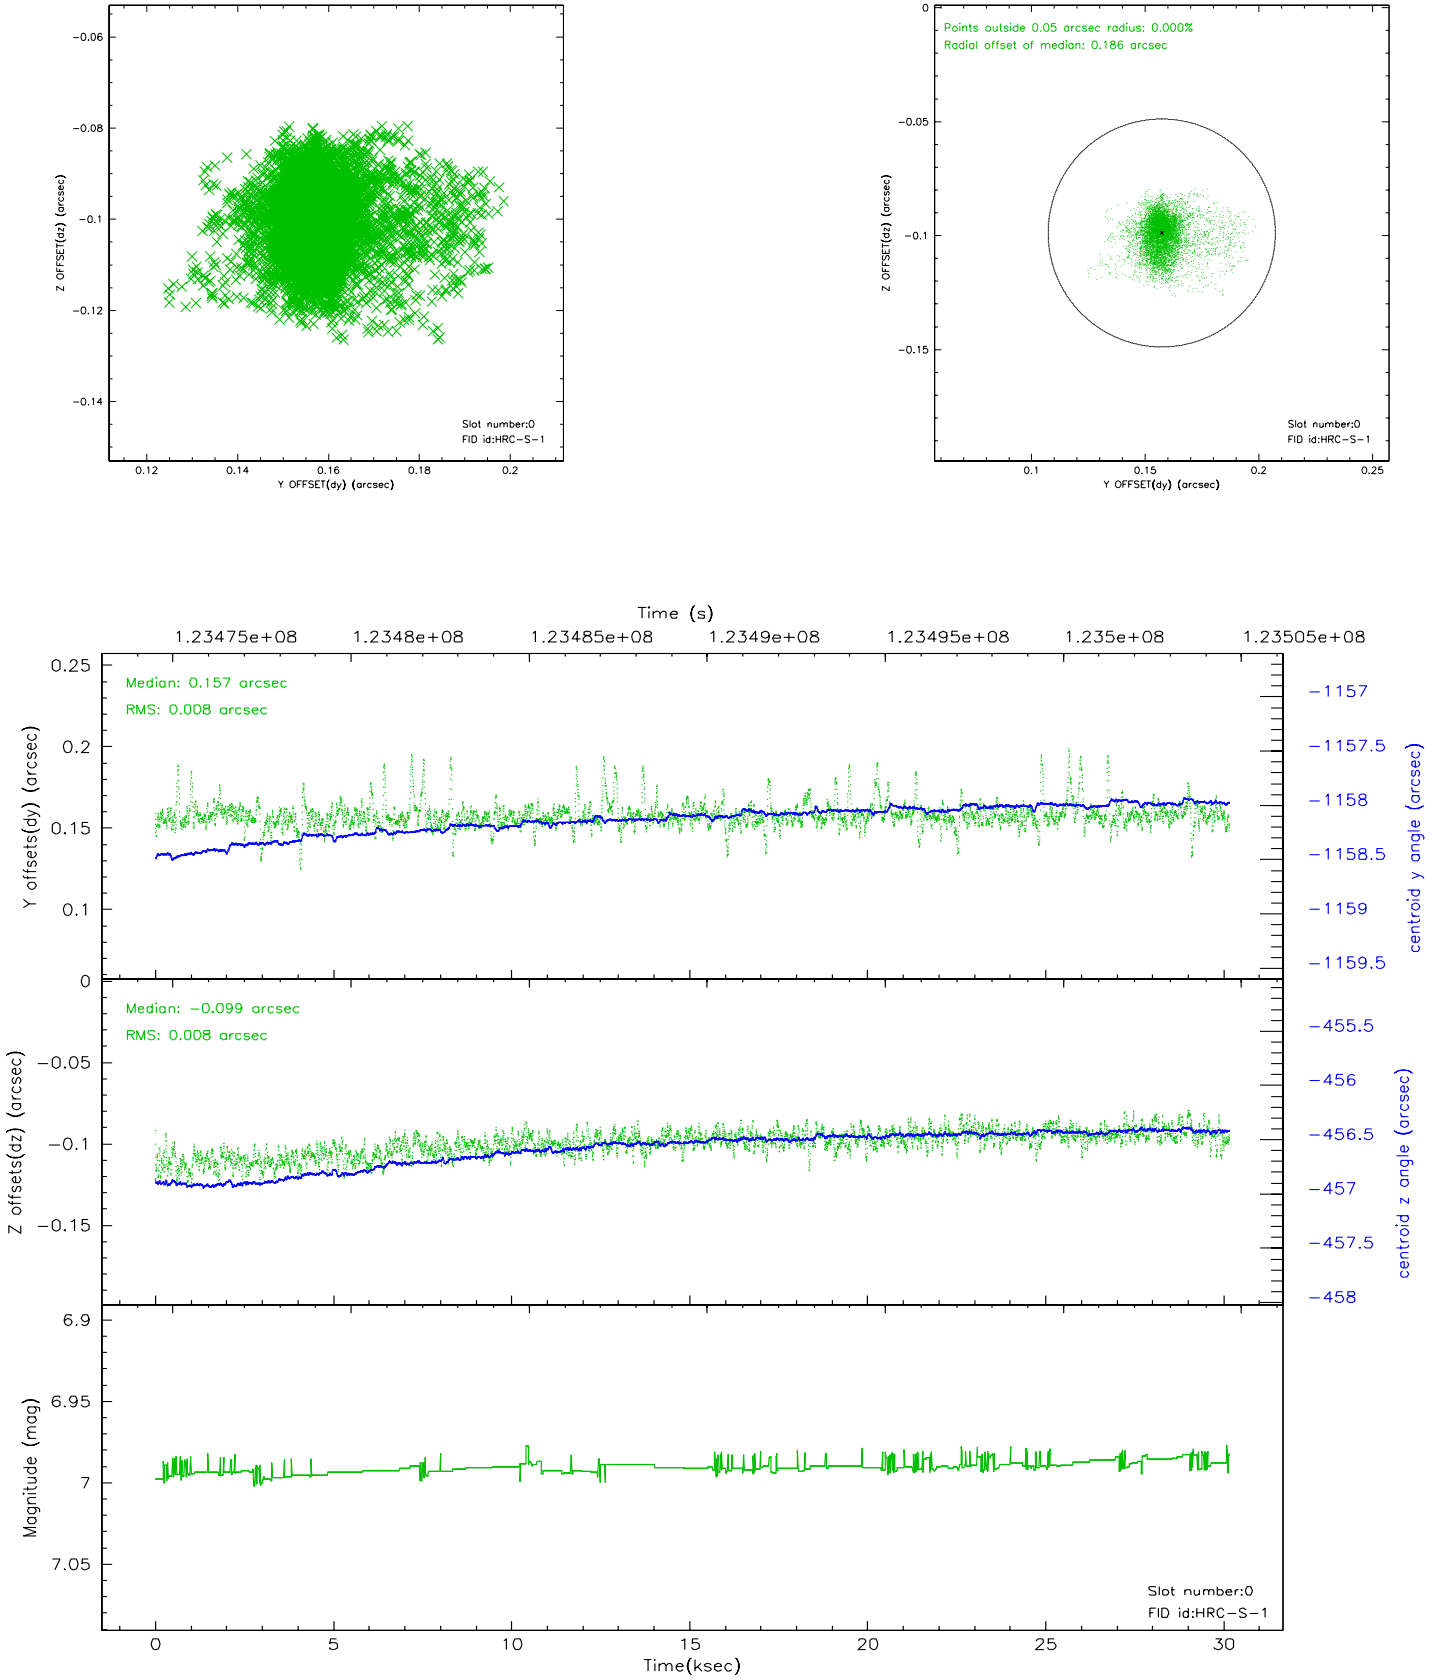 -0.06
-0.08
-0.1
-0.12
-0.14
Z OFFSET(dz) (arcsec)
Slot number:0
FID id:HRC-S-1
0.12 0.14 0.16 0.18 0.2
Y OFFSET(dy) (arcsec)
0
-0.05
-0.1
-0.15
Z OFFSET(dz) (arcsec)
Points outside 0.05 arcsec radius: 0.000%
Radial offset of median: 0.186 arcsec
Slot number:0
FID id:HRC-S-1
0.1 0.15 0.2 0.25
Y OFFSET(dy) (arcsec)
Time (s)
1.23475e+08 1.2348e+08 1.23485e+08 1.2349e+08 1.23495e+08 1.235e+08 1.23505e+08
0.25
0.2
0.15
0.1
Y offsets(dy) (arcsec)
Median: 0.157 arcsec
RMS: 0.008 arcsec
-1157
-1157.5
-1158
-1158.5
-1159
-1159.5
centroid y angle (arcsec)
0
-0.05
-0.1
-0.15
Z offsets(dz) (arcsec)
Median: -0.099 arcsec
RMS: 0.008 arcsec
-455.5
-456
-456.5
-457
-457.5
-458
centroid z angle (arcsec)
6.9
6.95
7
7.05
Magnitude (mag)
Slot number:0
FID id:HRC-S-1
0 5 10 15 20 25 30
Time(ksec)